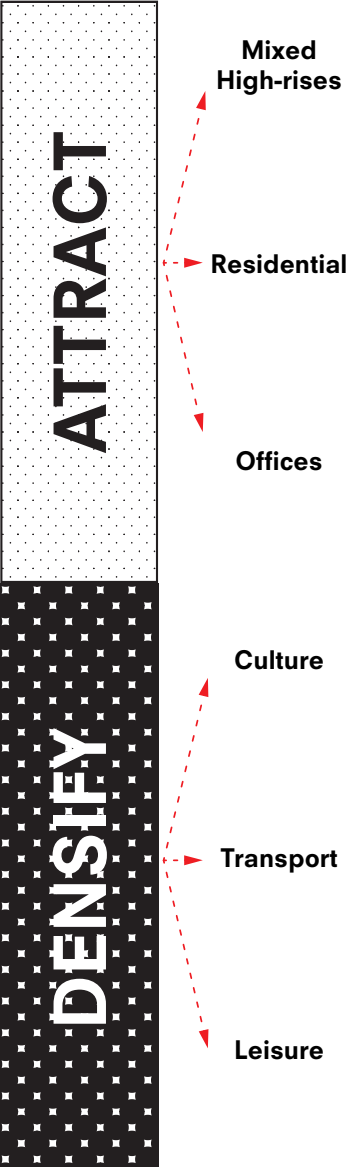 ATTRACT
Mixed
High-rises
Residential
Offices
DENSIFY
Culture
Transport
Leisure